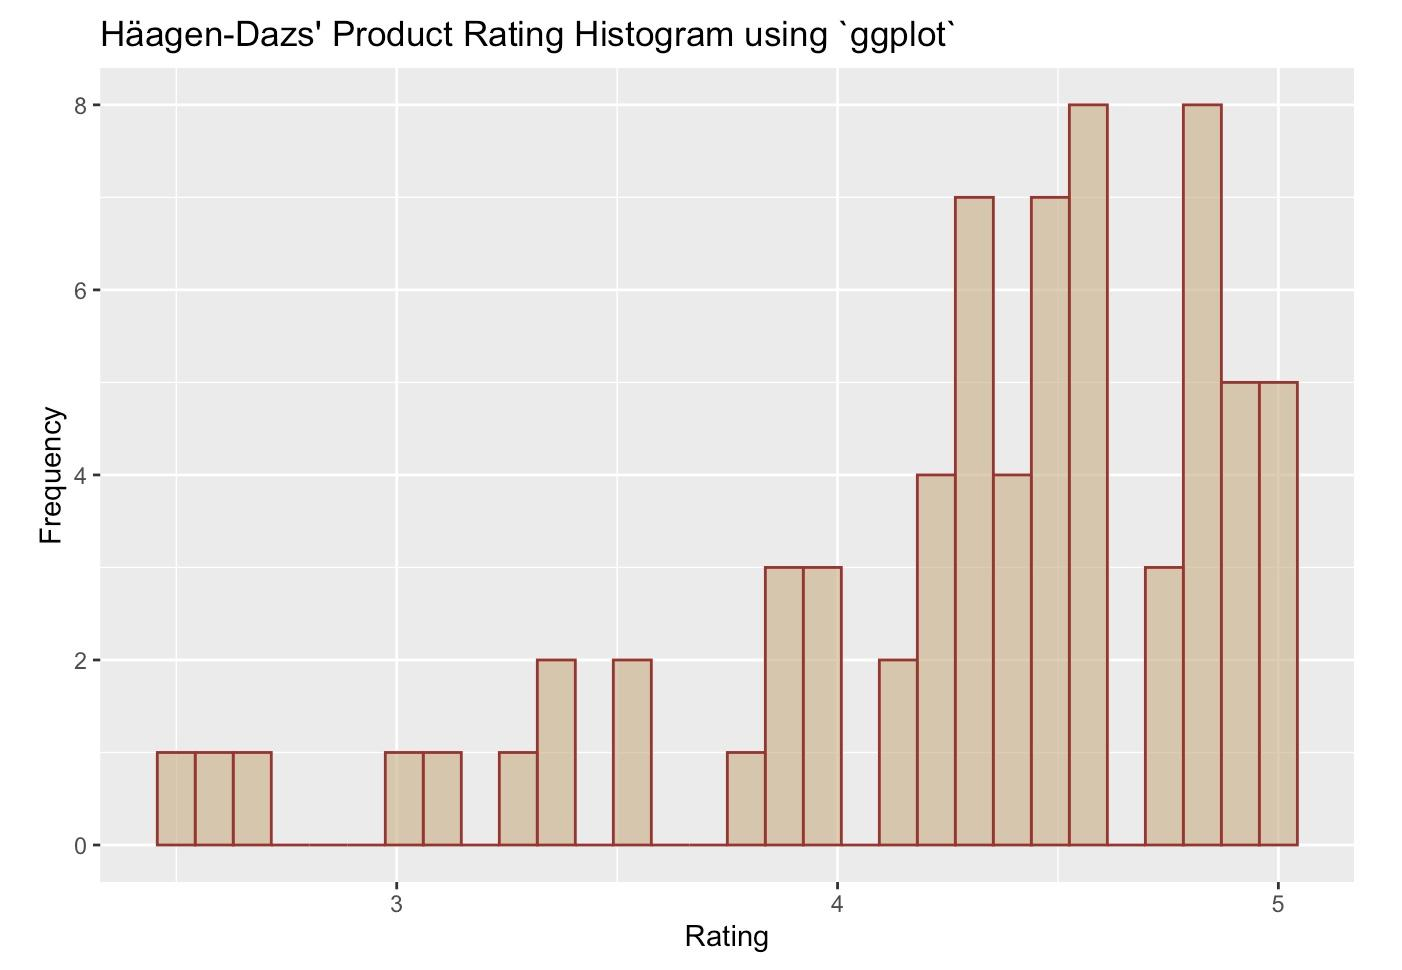 Häagen-Dazs' Product Rating Histogram using `ggplot`
8
6
4
2
0
Frequency
3 4 5
Rating